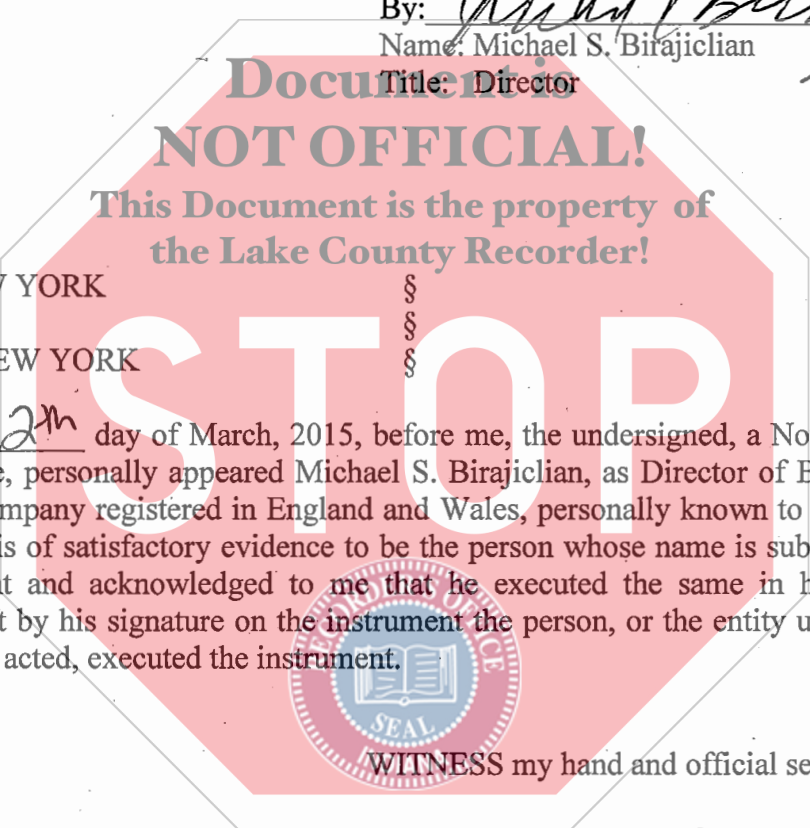 By:
Name: Michael S. Birajiclian
Document is
Title: Director
NOT OFFICIAL!
This Document is the property of
the Lake County Recorder!
YORK §
§
EW YORK §
STOP
2th day of March, 2015, before me, the undersigned, a No
e, personally appeared Michael S. Birajiclian, as Director of B
mpany registered in England and Wales, personally known to
is of satisfactory evidence to be the person whose name is sub
t and acknowledged to me that he executed the same in h
t by his signature on the instrument the person, or the entity u
acted, executed the instrument.
RECORDER'S OFFICE
SEAL
INDIANA
WITNESS my hand and official se